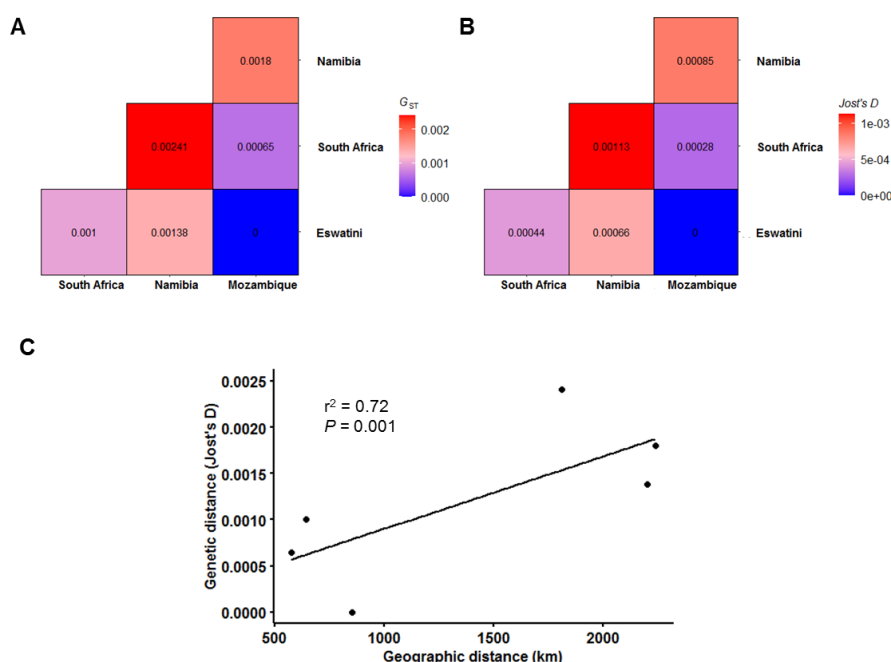 A
B
0.0018
Namibia
0.00241
0.00065
South Africa
0.001
0.00138
0
Eswatini
South Africa
Namibia
Mozambique
G ST
0.002
0.001
0.000
0.00085
Namibia
0.00113
0.00028
South Africa
0.00044
0.00066
0
Eswatini
South Africa
Namibia
Mozambique
Jost's D
1e-03
5e-04
0e+00
C
r² = 0.72
P = 0.001
Genetic distance (Jost's D)
0.0025
0.0020
0.0015
0.0010
0.0005
0.0000
500
1000
1500
2000
Geographic distance (km)